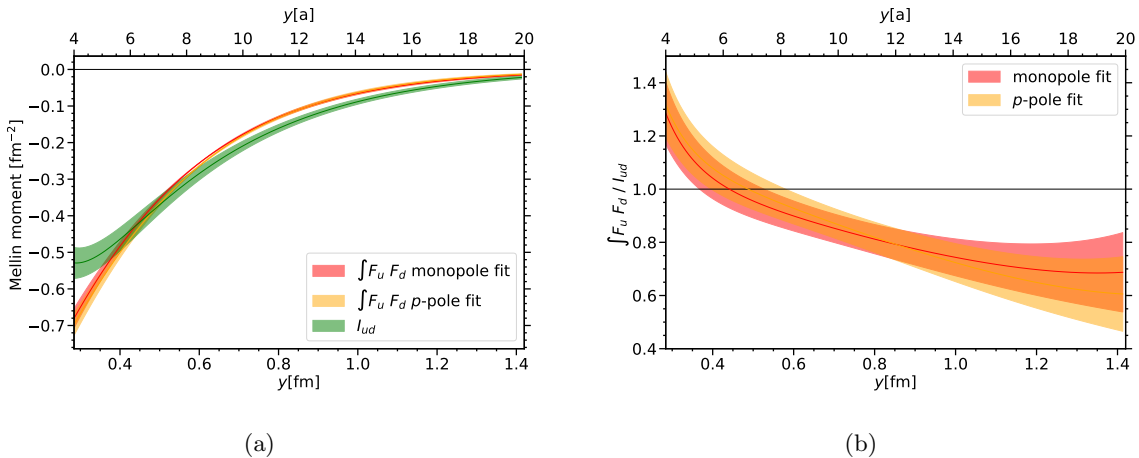 y[a]
4 6 8 10 12 14 16 18 20
0.0
−0.1
−0.2
−0.3
−0.4
−0.5
−0.6
−0.7
Mellin moment [fm⁻²]
∫F_u F_d monopole fit
∫F_u F_d p-pole fit
I_ud
0.4 0.6 0.8 1.0 1.2 1.4
y[fm]
(a)
y[a]
4 6 8 10 12 14 16 18 20
1.4
1.2
1.0
0.8
0.6
0.4
∫F_u F_d / I_ud
monopole fit
p-pole fit
0.4 0.6 0.8 1.0 1.2 1.4
y[fm]
(b)